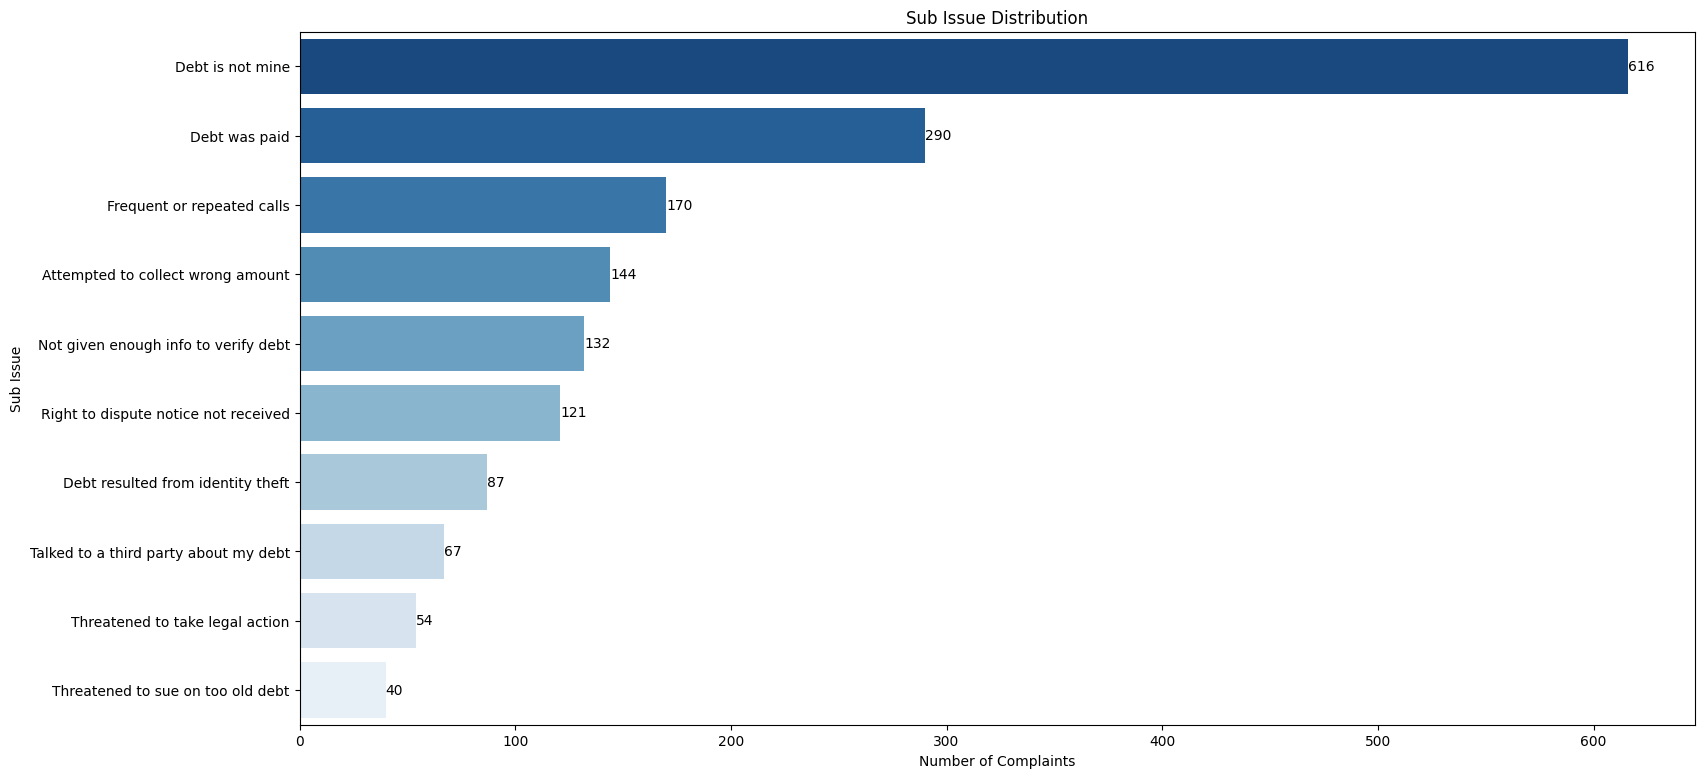 Sub Issue Distribution
Debt is not mine
616
Debt was paid
290
Frequent or repeated calls
170
Attempted to collect wrong amount
144
Not given enough info to verify debt
132
Right to dispute notice not received
121
Debt resulted from identity theft
87
Talked to a third party about my debt
67
Threatened to take legal action
54
Threatened to sue on too old debt
40
Sub Issue
0 100 200 300 400 500 600
Number of Complaints